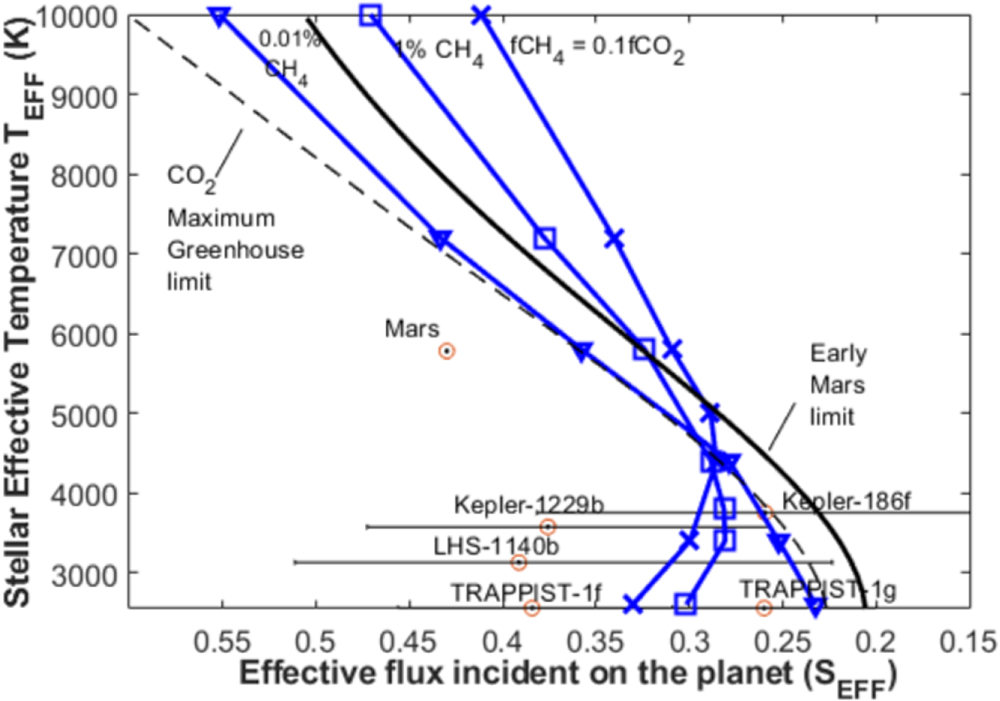 Stellar Effective Temperature T_EFF (K)
10000
9000
8000
7000
6000
5000
4000
3000
0.01%
CH4
1% CH4
fCH4 = 0.1fCO2
CO2
Maximum
Greenhouse
limit
Mars
Early
Mars
limit
Kepler-1229b
Kepler-186f
LHS-1140b
TRAPPIST-1f
TRAPPIST-1g
0.55
0.5
0.45
0.4
0.35
0.3
0.25
0.2
0.15
Effective flux incident on the planet (S_EFF)